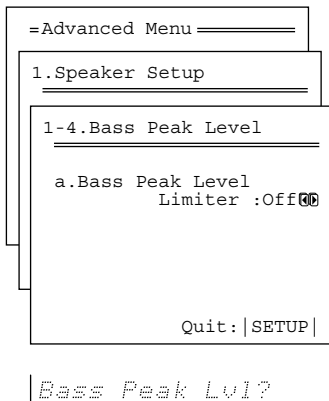 =Advanced Menu
1.Speaker Setup
1-4.Bass Peak Level
a.Bass Peak Level
Limiter :Off
Quit:|SETUP|
Bass Peak Lvl?